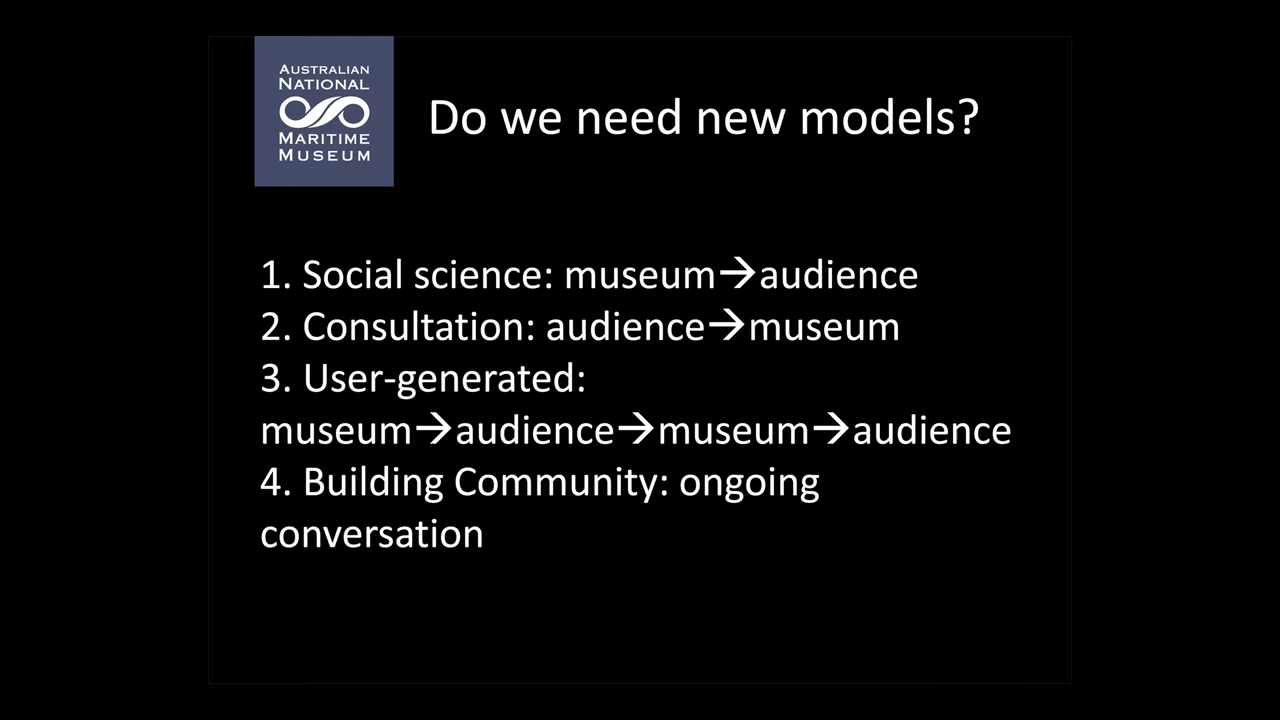 AUSTRALIAN
NATIONAL
MARITIME
MUSEUM
Do we need new models?
1. Social science: museum→audience
2. Consultation: audience→museum
3. User-generated:
museum→audience→museum→audience
4. Building Community: ongoing
conversation